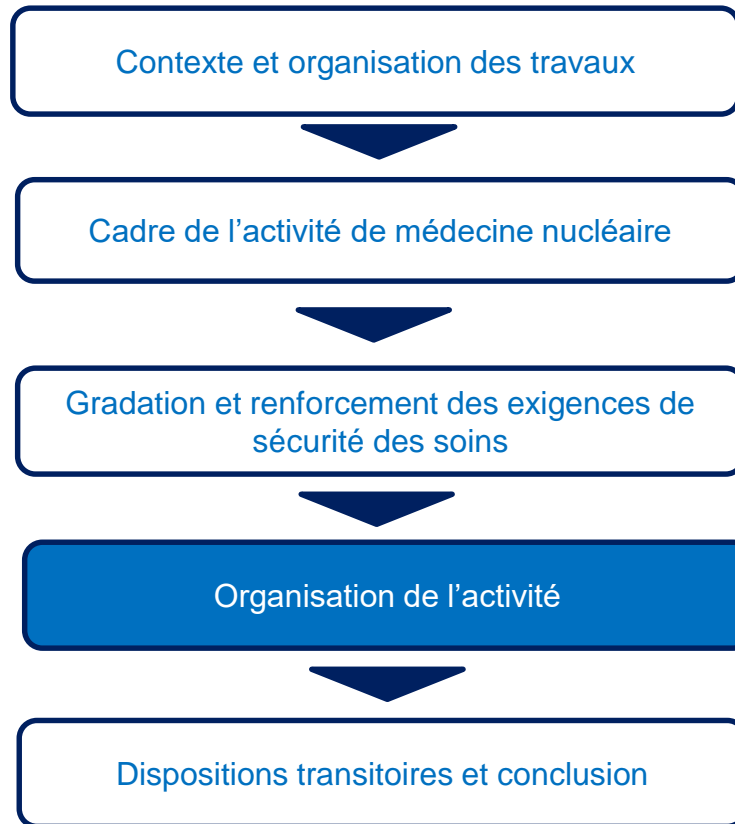 Contexte et organisation des travaux
Cadre de l’activité de médecine nucléaire
Gradation et renforcement des exigences de
sécurité des soins
Organisation de l’activité
Dispositions transitoires et conclusion